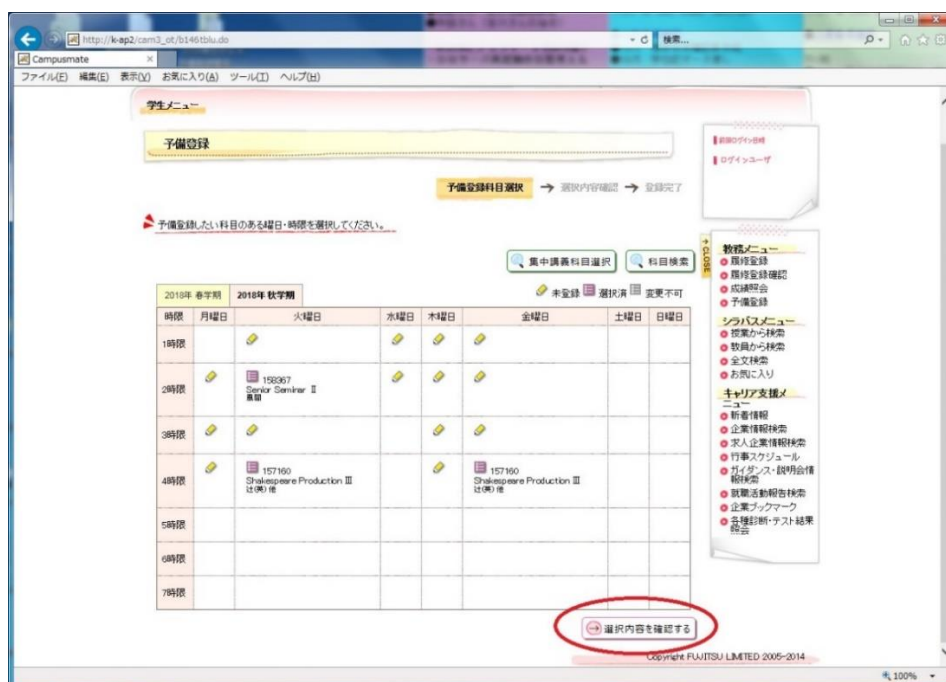 http://k-ap2/cam3_ot/b146tblu.do
検索...
Campusmate
ファイル(F) 編集(E) 表示(V) お気に入り(A) ツール(T) ヘルプ(H)
学生メニュー
予備登録
予備登録科目選択 → 選択内容確認 → 登録完了
予備登録したい科目のある曜日・時限を選択してください。
集中講義科目選択 科目検索
未登録 選択済 変更不可
2018年 春学期 2018年 秋学期
時限 月曜日 火曜日 水曜日 木曜日 金曜日 土曜日 日曜日
1時限
2時限
158367
Senior Seminar Ⅱ
3時限
4時限
157160
Shakespeare Production Ⅲ
辻(英) 他
157160
Shakespeare Production Ⅲ
辻(英) 他
5時限
6時限
7時限
選択内容を確認する
Copyright FUJITSU LIMITED 2005-2014
前回ログイン日時
ログインユーザ
CLOSE
教務メニュー
履修登録
履修登録確認
成績照会
予備登録
シラバスメニュー
授業から検索
教員から検索
全文検索
お気に入り
キャリア支援メ
ニュー
新着情報
企業情報検索
求人企業情報検索
行事スケジュール
ガイダンス・説明会情
報検索
就職活動報告検索
企業ブックマーク
各種診断・テスト結果
照会
100%